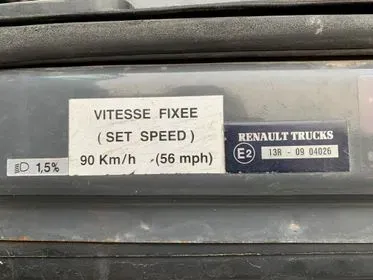 VITESSE FIXEE
( SET SPEED )
90 Km/h (56 mph)
1,5%
RENAULT TRUCKS
E2 13R - 09 04026